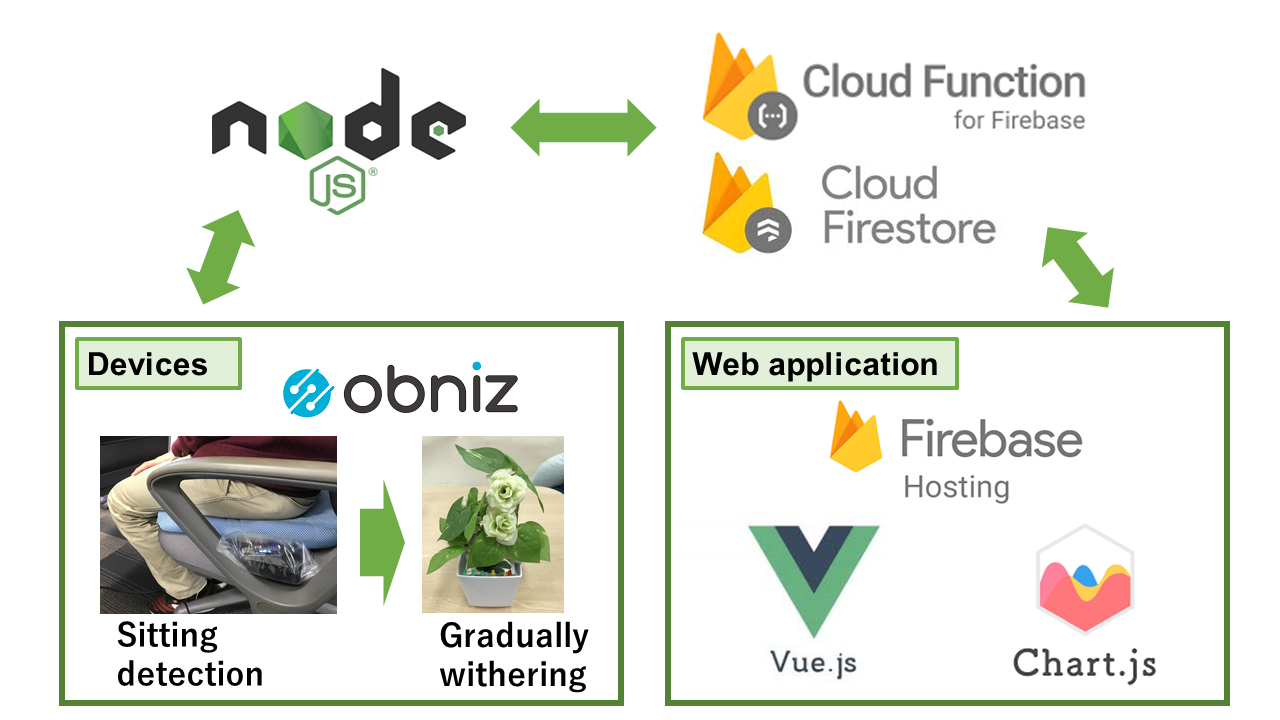 node
JS®
Cloud Function
for Firebase
Cloud
Firestore
Devices
obniz
Sitting
detection
Gradually
withering
Web application
Firebase
Hosting
Vue.js
Chart.js